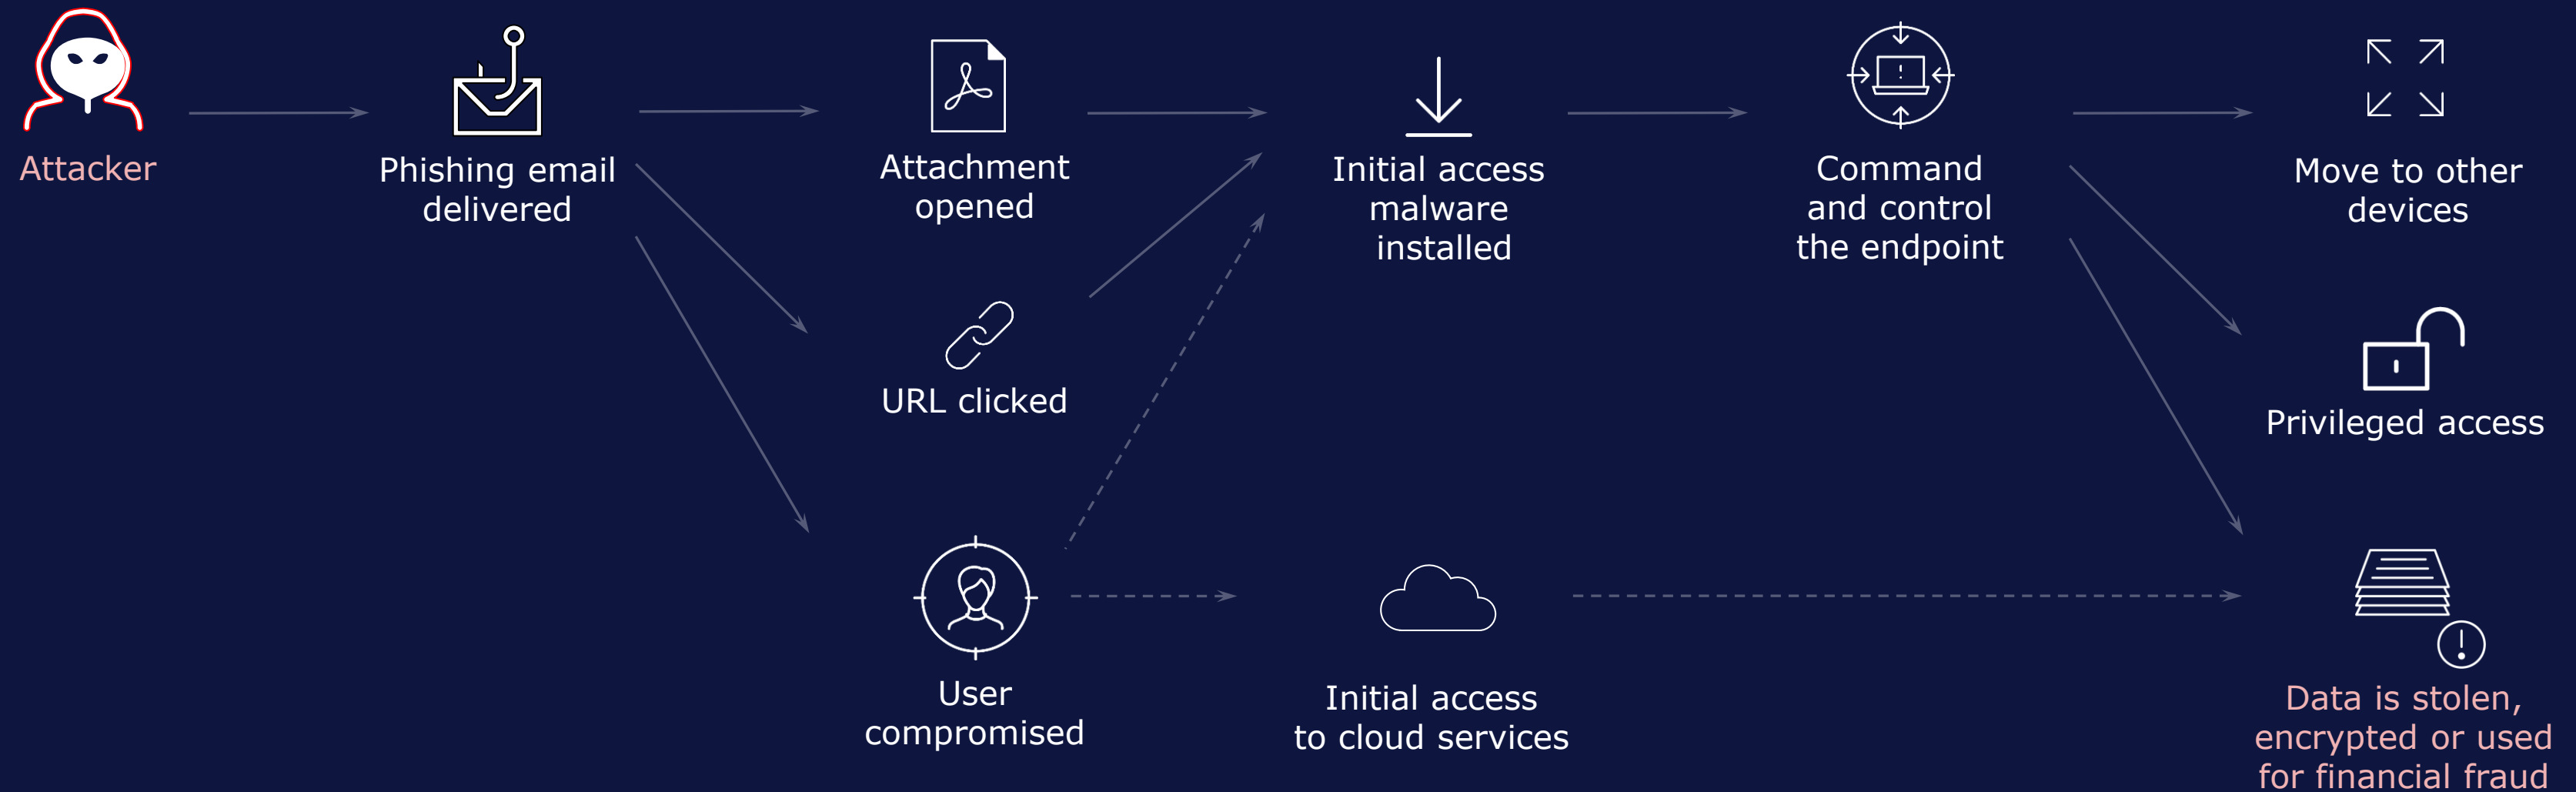 Attacker
Phishing email
delivered
Attachment
opened
Initial access
malware
installed
Command
and control
the endpoint
Move to other
devices
URL clicked
Privileged access
User
compromised
Initial access
to cloud services
Data is stolen,
encrypted or used
for financial fraud